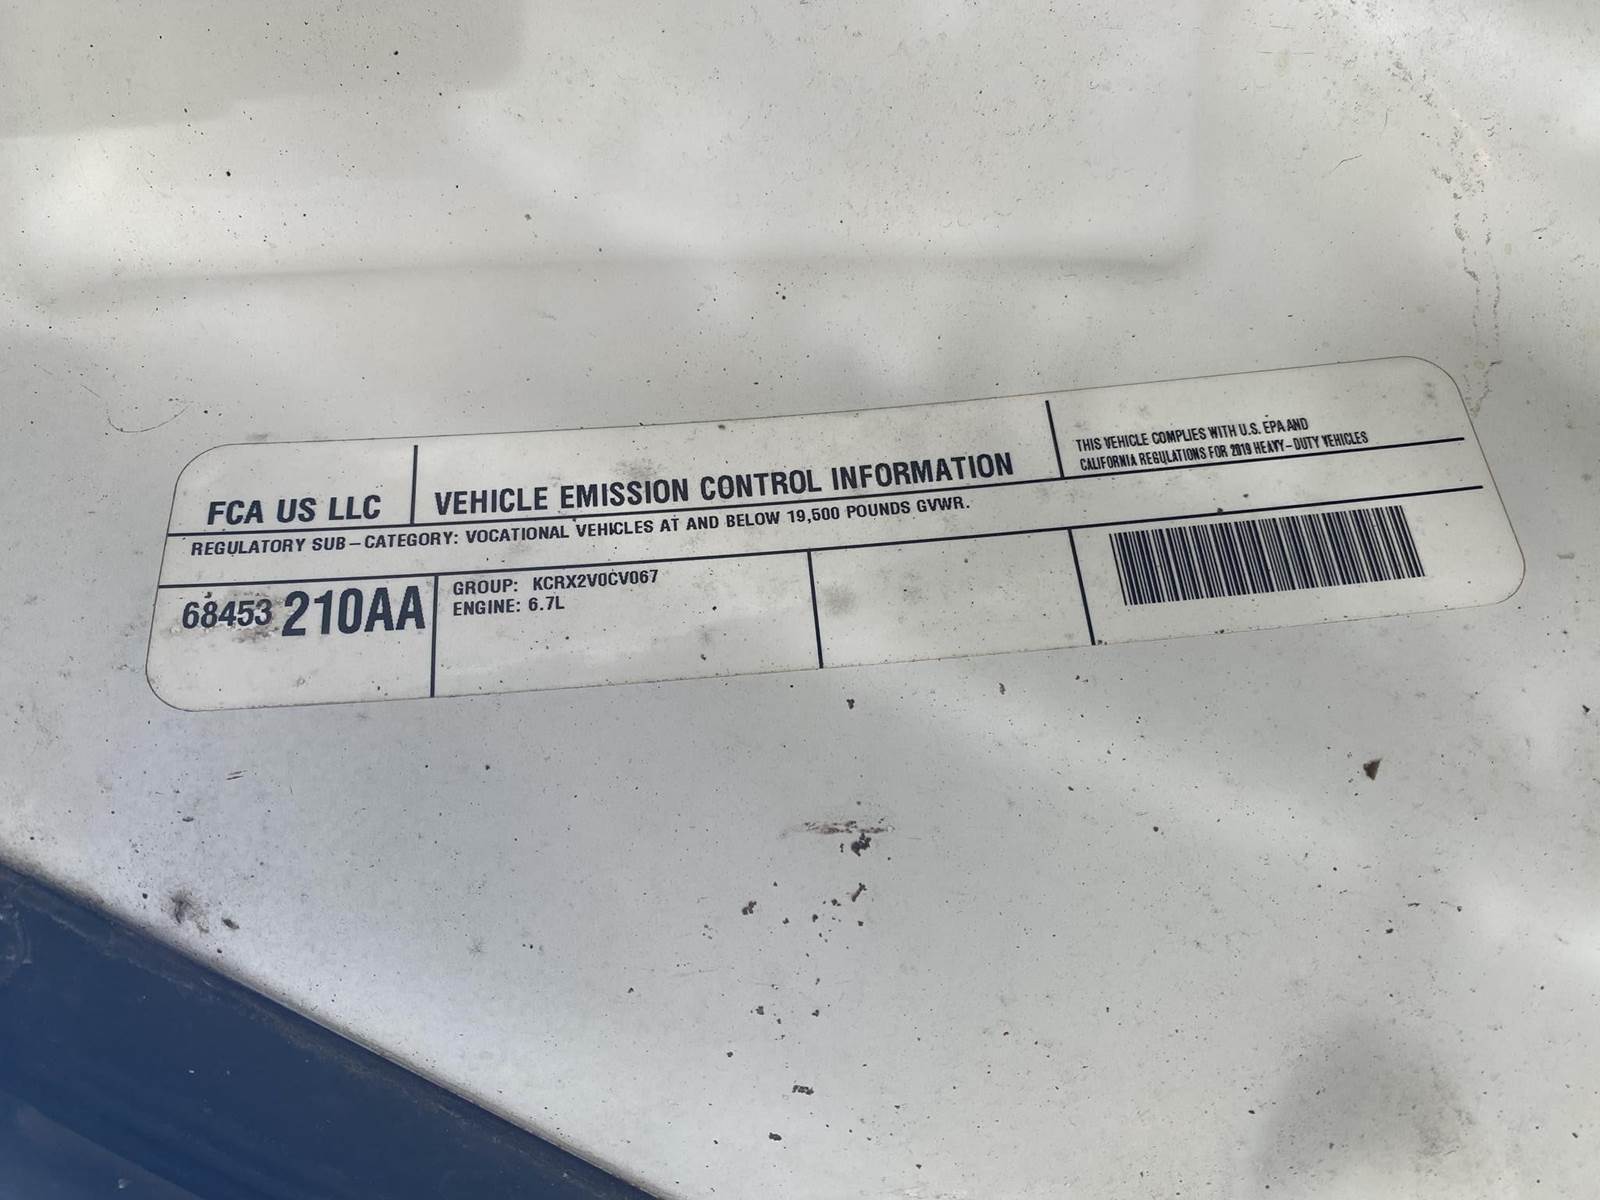 FCA US LLC
VEHICLE EMISSION CONTROL INFORMATION
THIS VEHICLE COMPLIES WITH U.S. EPA AND
CALIFORNIA REGULATIONS FOR 2019 HEAVY-DUTY VEHICLES
REGULATORY SUB-CATEGORY: VOCATIONAL VEHICLES AT AND BELOW 19,500 POUNDS GVWR.
68453 210AA
GROUP: KCRX2V0CV067
ENGINE: 6.7L